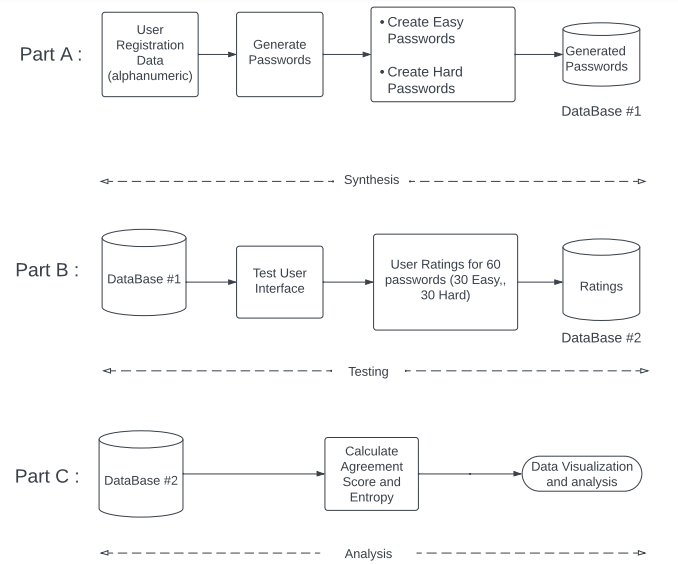 Part A :
User
Registration
Data
(alphanumeric)
Generate
Passwords
• Create Easy
Passwords
• Create Hard
Passwords
Generated
Passwords
DataBase #1
Synthesis
Part B :
DataBase #1
Test User
Interface
User Ratings for 60
passwords (30 Easy,,
30 Hard)
Ratings
DataBase #2
Testing
Part C :
DataBase #2
Calculate
Agreement
Score and
Entropy
Data Visualization
and analysis
Analysis